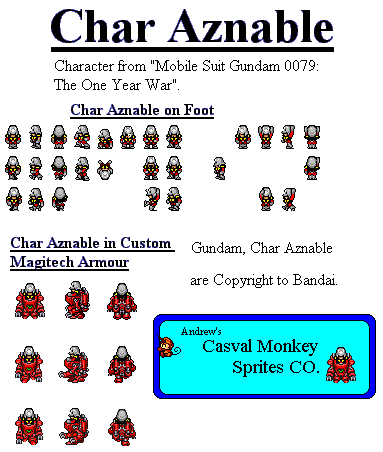 Char Aznable
Character from "Mobile Suit Gundam 0079:
The One Year War".
Char Aznable on Foot
Char Aznable in Custom
Magitech Armour
Gundam, Char Aznable
are Copyright to Bandai.
Andrew's
Casval Monkey
Sprites CO.